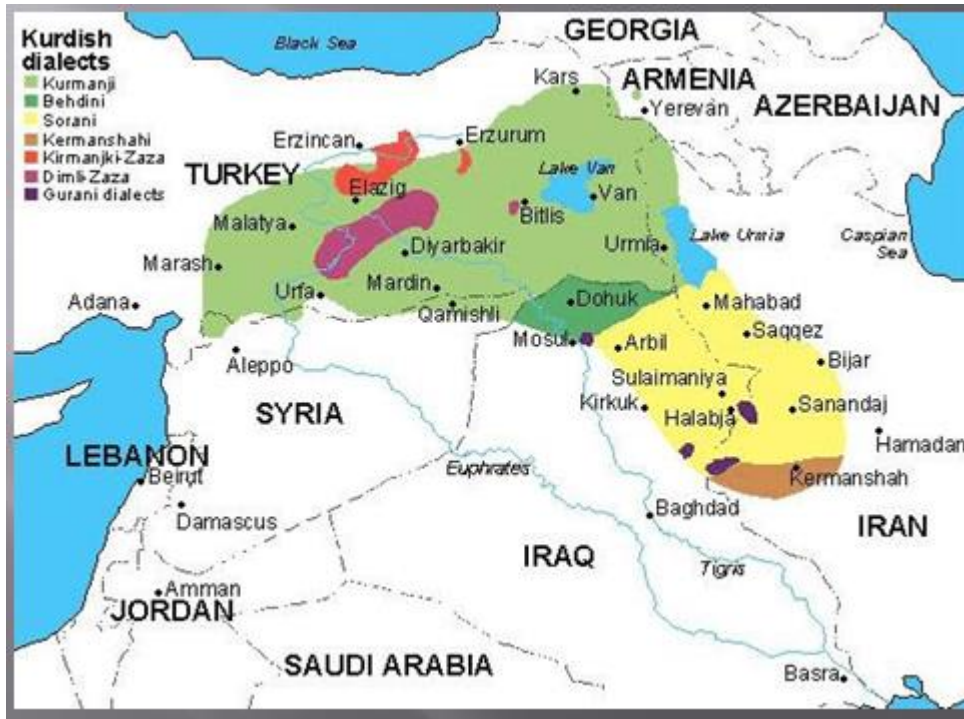 Kurdish
dialects
Kurmanji
Behdini
Sorani
Kermanshahi
Kirmanjki-Zaza
Dimli-Zaza
Gurani dialects
Black Sea
GEORGIA
Kars
ARMENIA
Yerevan
AZERBAIJAN
Erzincan
Erzurum
TURKEY
Elazig
Lake Van
Van
Bitlis
Malatya
Diyarbakir
Urmia
Lake Urmia
Caspian
Sea
Marash
Mardin
Urfa
Adana
Qamishli
Dohuk
Mahabad
Saqqez
Mosul
Arbil
Aleppo
Bijar
Sulaimaniya
Kirkuk
Halabja
Sanandaj
SYRIA
Hamadan
LEBANON
Beirut
Euphrates
Kermanshah
Damascus
Baghdad
IRAN
IRAQ
Tigris
Amman
JORDAN
SAUDI ARABIA
Basra